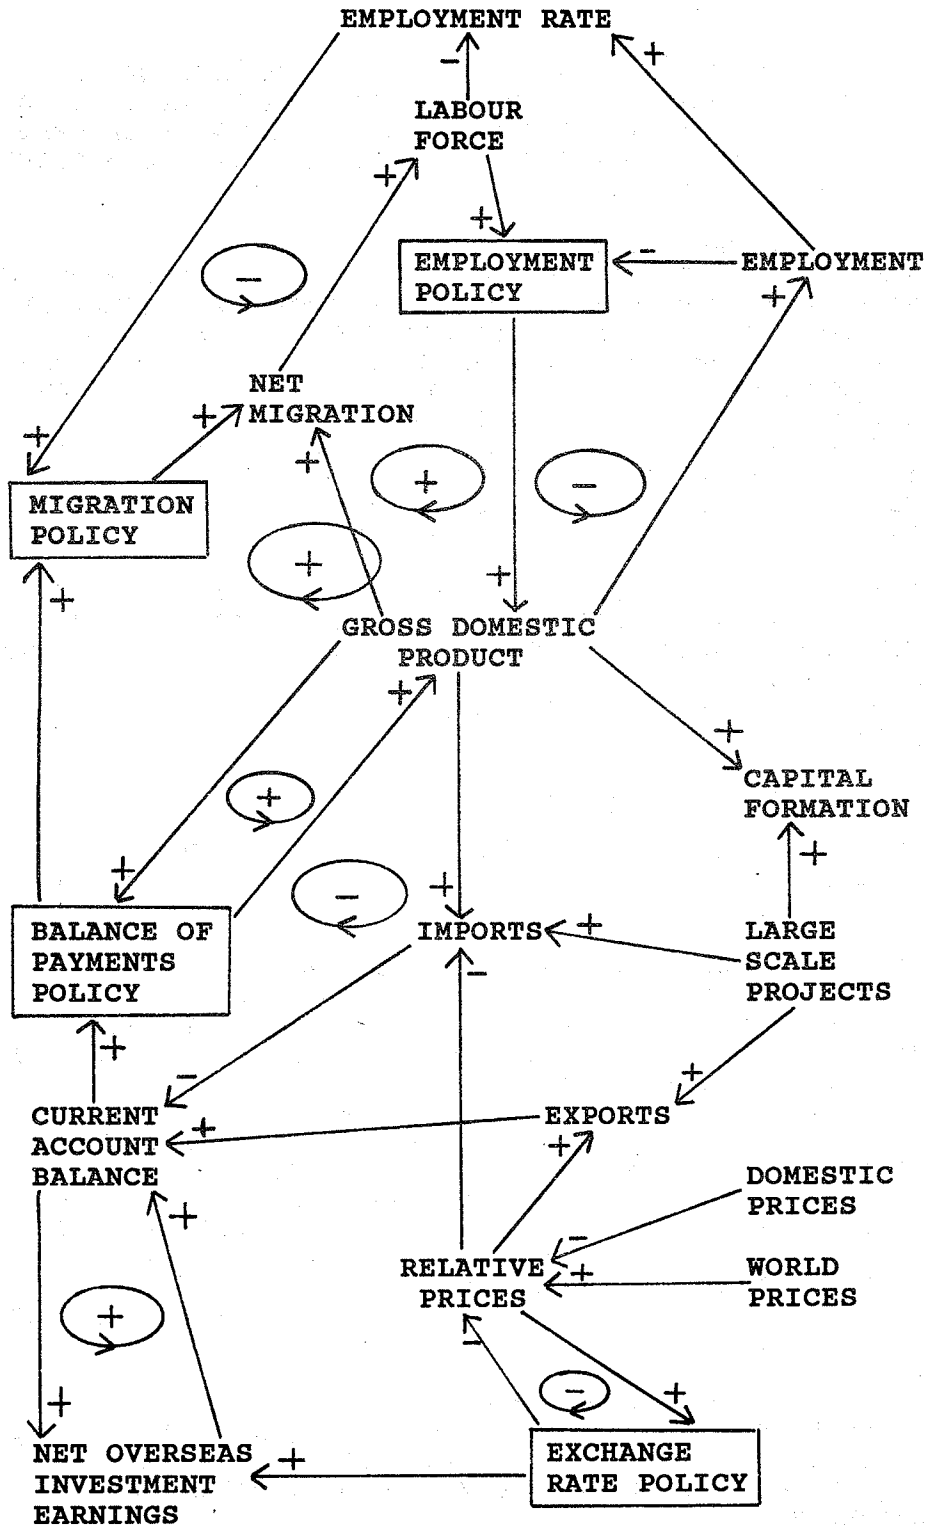 EMPLOYMENT RATE
-
+
LABOUR
FORCE
+
+
EMPLOYMENT
POLICY
-
EMPLOYMENT
+
-
NET
MIGRATION
+
+
+
+
-
MIGRATION
POLICY
+
+
+
+
GROSS DOMESTIC
PRODUCT
+
+
CAPITAL
FORMATION
+
+
+
-
+
BALANCE OF
PAYMENTS
POLICY
IMPORTS
+
LARGE
SCALE
PROJECTS
-
+
-
+
CURRENT
ACCOUNT
BALANCE
+
EXPORTS
+
DOMESTIC
PRICES
+
-
RELATIVE
PRICES
+
WORLD
PRICES
+
-
-
+
+
NET OVERSEAS
INVESTMENT
EARNINGS
+
EXCHANGE
RATE POLICY